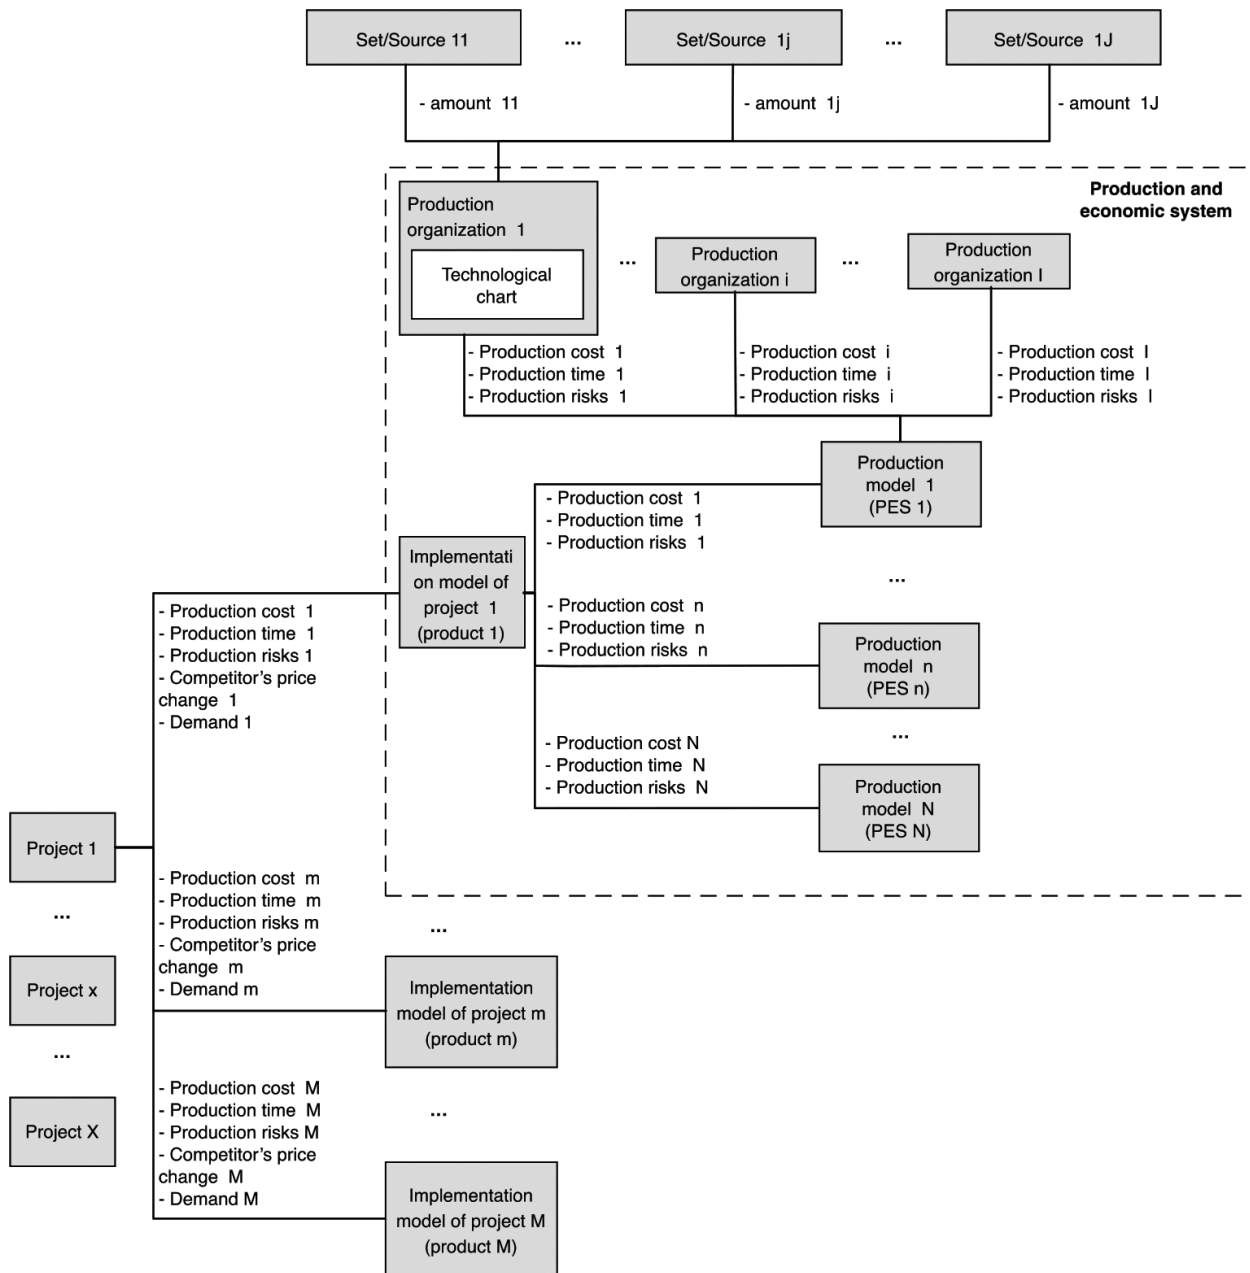 Set/Source 11
...
Set/Source 1j
...
Set/Source 1J
- amount 11
- amount 1j
- amount 1J
Production and
economic system
Production
organization 1
Technological
chart
...
Production
organization i
...
Production
organization I
- Production cost 1
- Production time 1
- Production risks 1
- Production cost i
- Production time i
- Production risks i
- Production cost I
- Production time I
- Production risks I
Production
model 1
(PES 1)
- Production cost 1
- Production time 1
- Production risks 1
Implementati
on model of
project 1
(product 1)
...
- Production cost n
- Production time n
- Production risks n
Production
model n
(PES n)
...
- Production cost N
- Production time N
- Production risks N
Production
model N
(PES N)
- Production cost 1
- Production time 1
- Production risks 1
- Competitor’s price
change 1
- Demand 1
Project 1
...
Project x
...
Project X
- Production cost m
- Production time m
- Production risks m
- Competitor’s price
change m
- Demand m
...
Implementation
model of project m
(product m)
- Production cost M
- Production time M
- Production risks M
- Competitor’s price
change M
- Demand M
...
Implementation
model of project M
(product M)